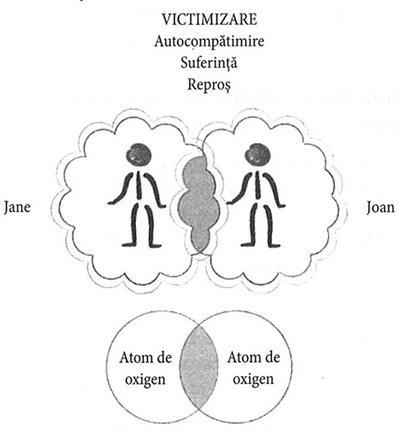 VICTIMIZARE
Autocompătimire
Suferință
Reproș
Jane
Joan
Atom de
oxigen
Atom de
oxigen